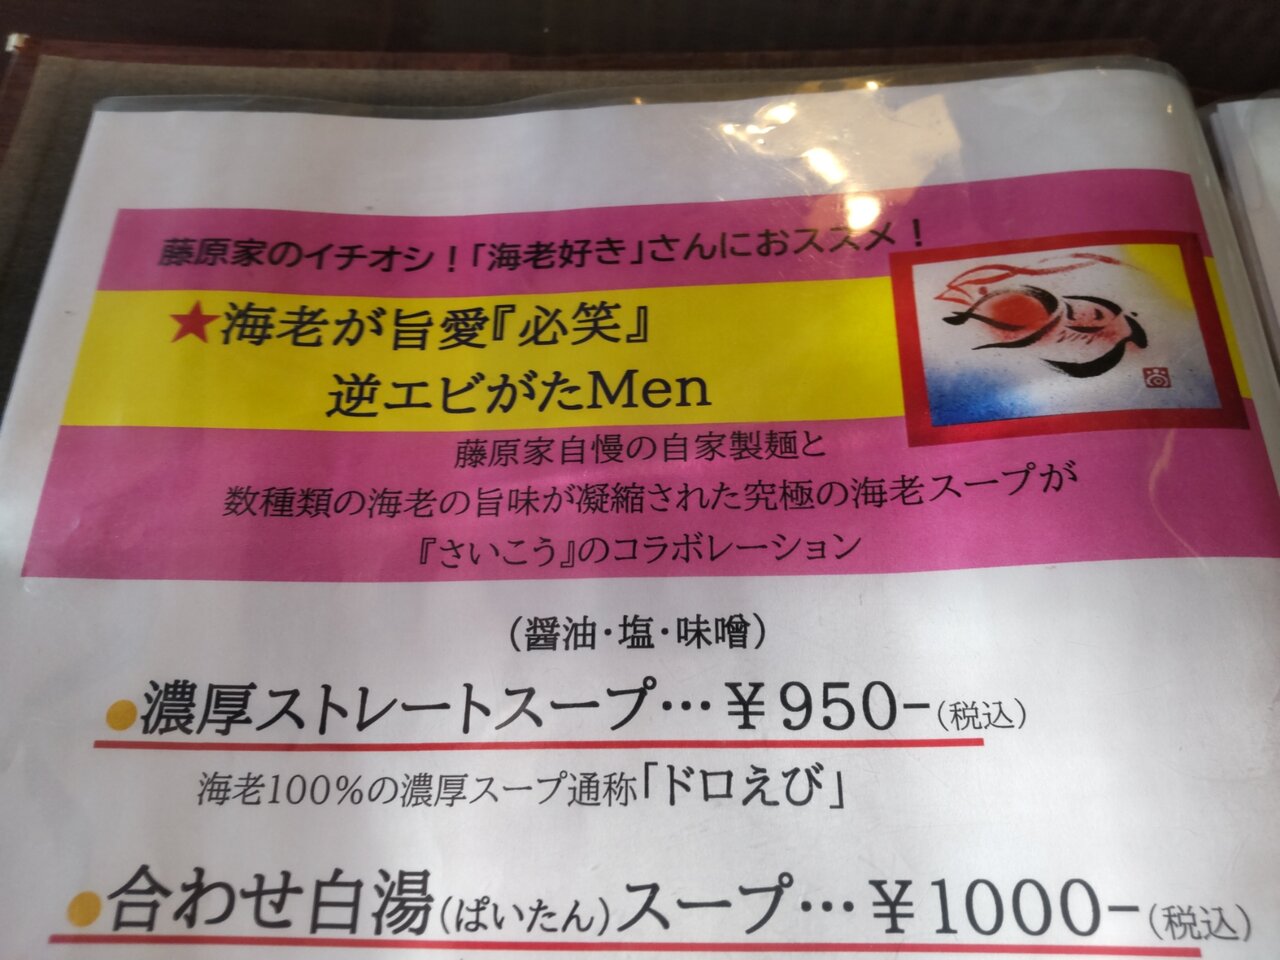 藤原家のイチオシ!「海老好き」さんにおススメ!
★海老が旨愛『必笑』
逆エビがたMen
藤原家自慢の自家製麺と
数種類の海老の旨味が凝縮された究極の海老スープが
『さいこう』のコラボレーション
(醤油・塩・味噌)
●濃厚ストレートスープ…¥950-(税込)
海老100%の濃厚スープ通称「ドロえび」
●合わせ白湯(ぱいたん)スープ…¥1000-(税込)